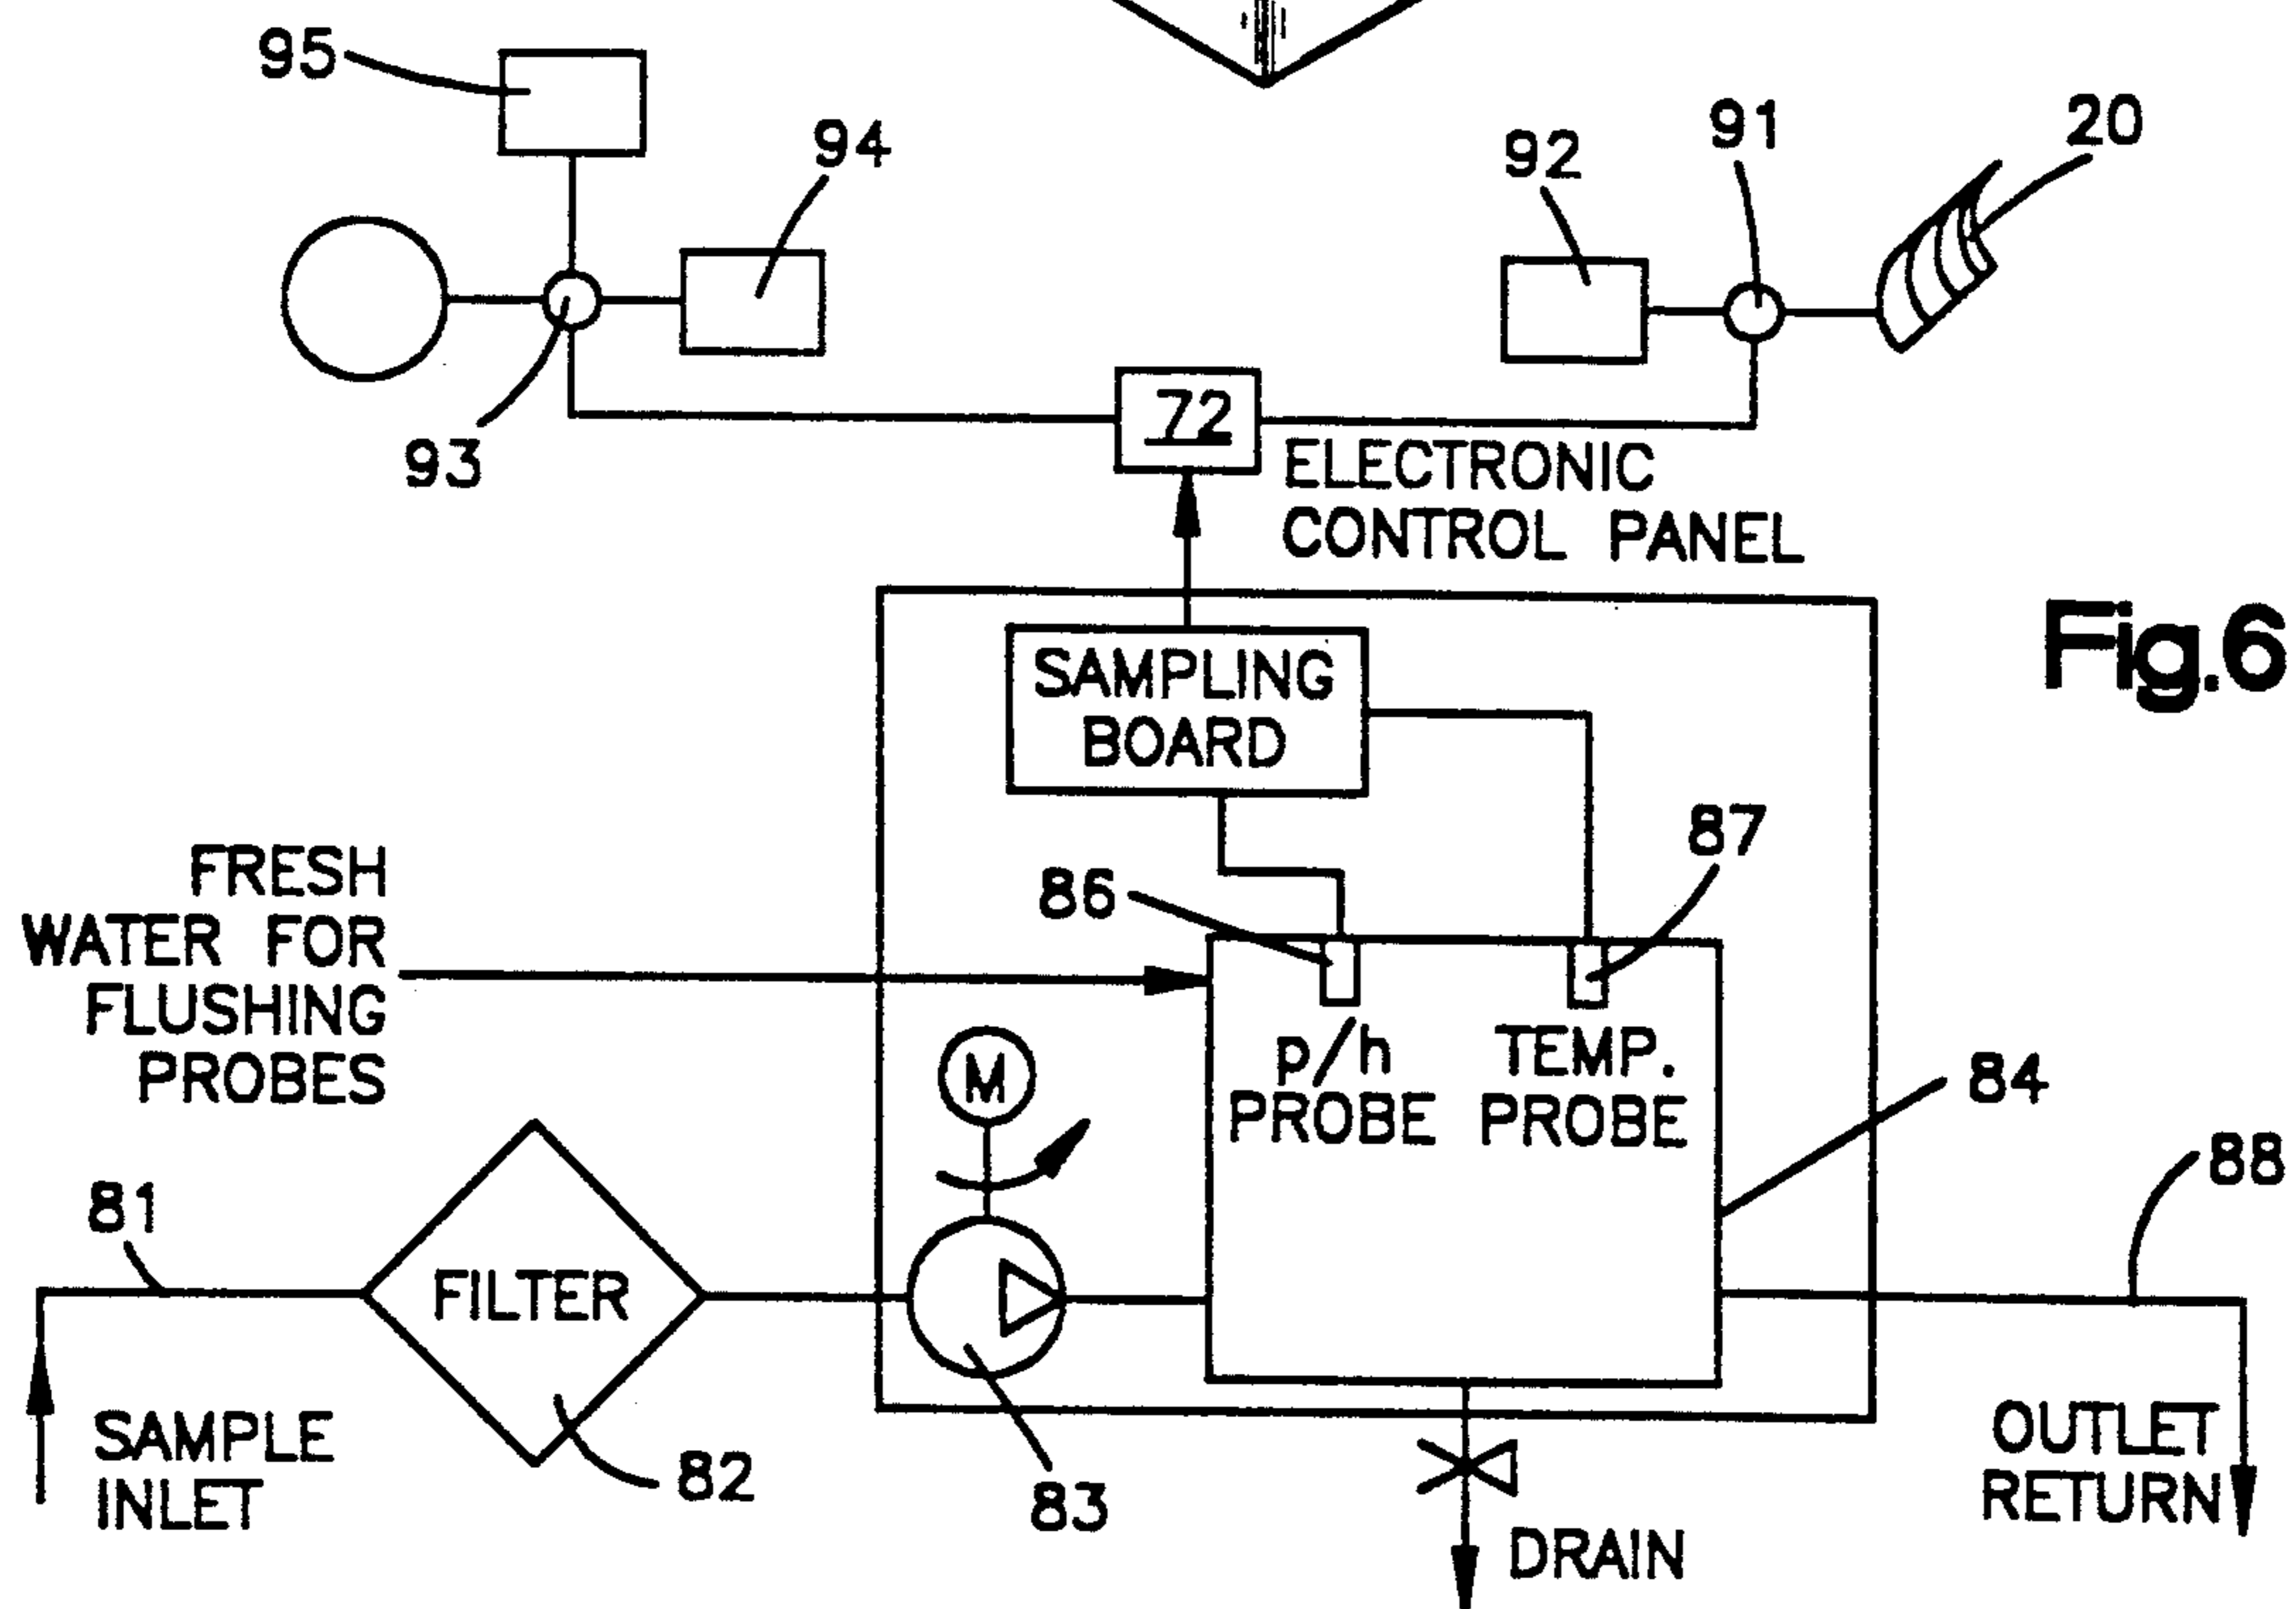 95
94
92
91
20
93
72
ELECTRONIC
CONTROL PANEL
Fig.6
SAMPLING
BOARD
87
86
FRESH
WATER FOR
FLUSHING
PROBES
p/h
PROBE
TEMP.
PROBE
M
84
88
81
FILTER
SAMPLE
INLET
82
83
OUTLET
RETURN
DRAIN